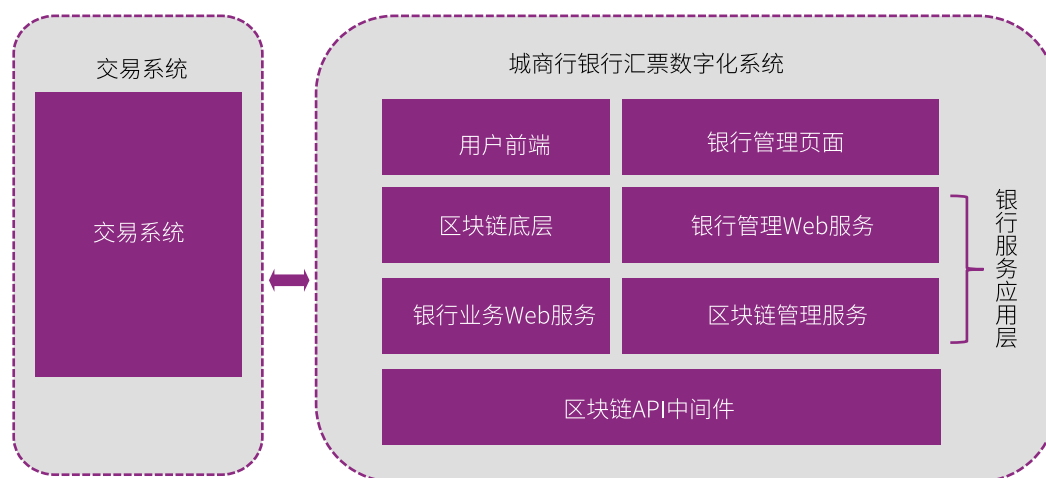 交易系统
交易系统
城商行银行汇票数字化系统
用户前端
银行管理页面
区块链底层
银行管理Web服务
银行业务Web服务
区块链管理服务
区块链API中间件
银行服务应用层